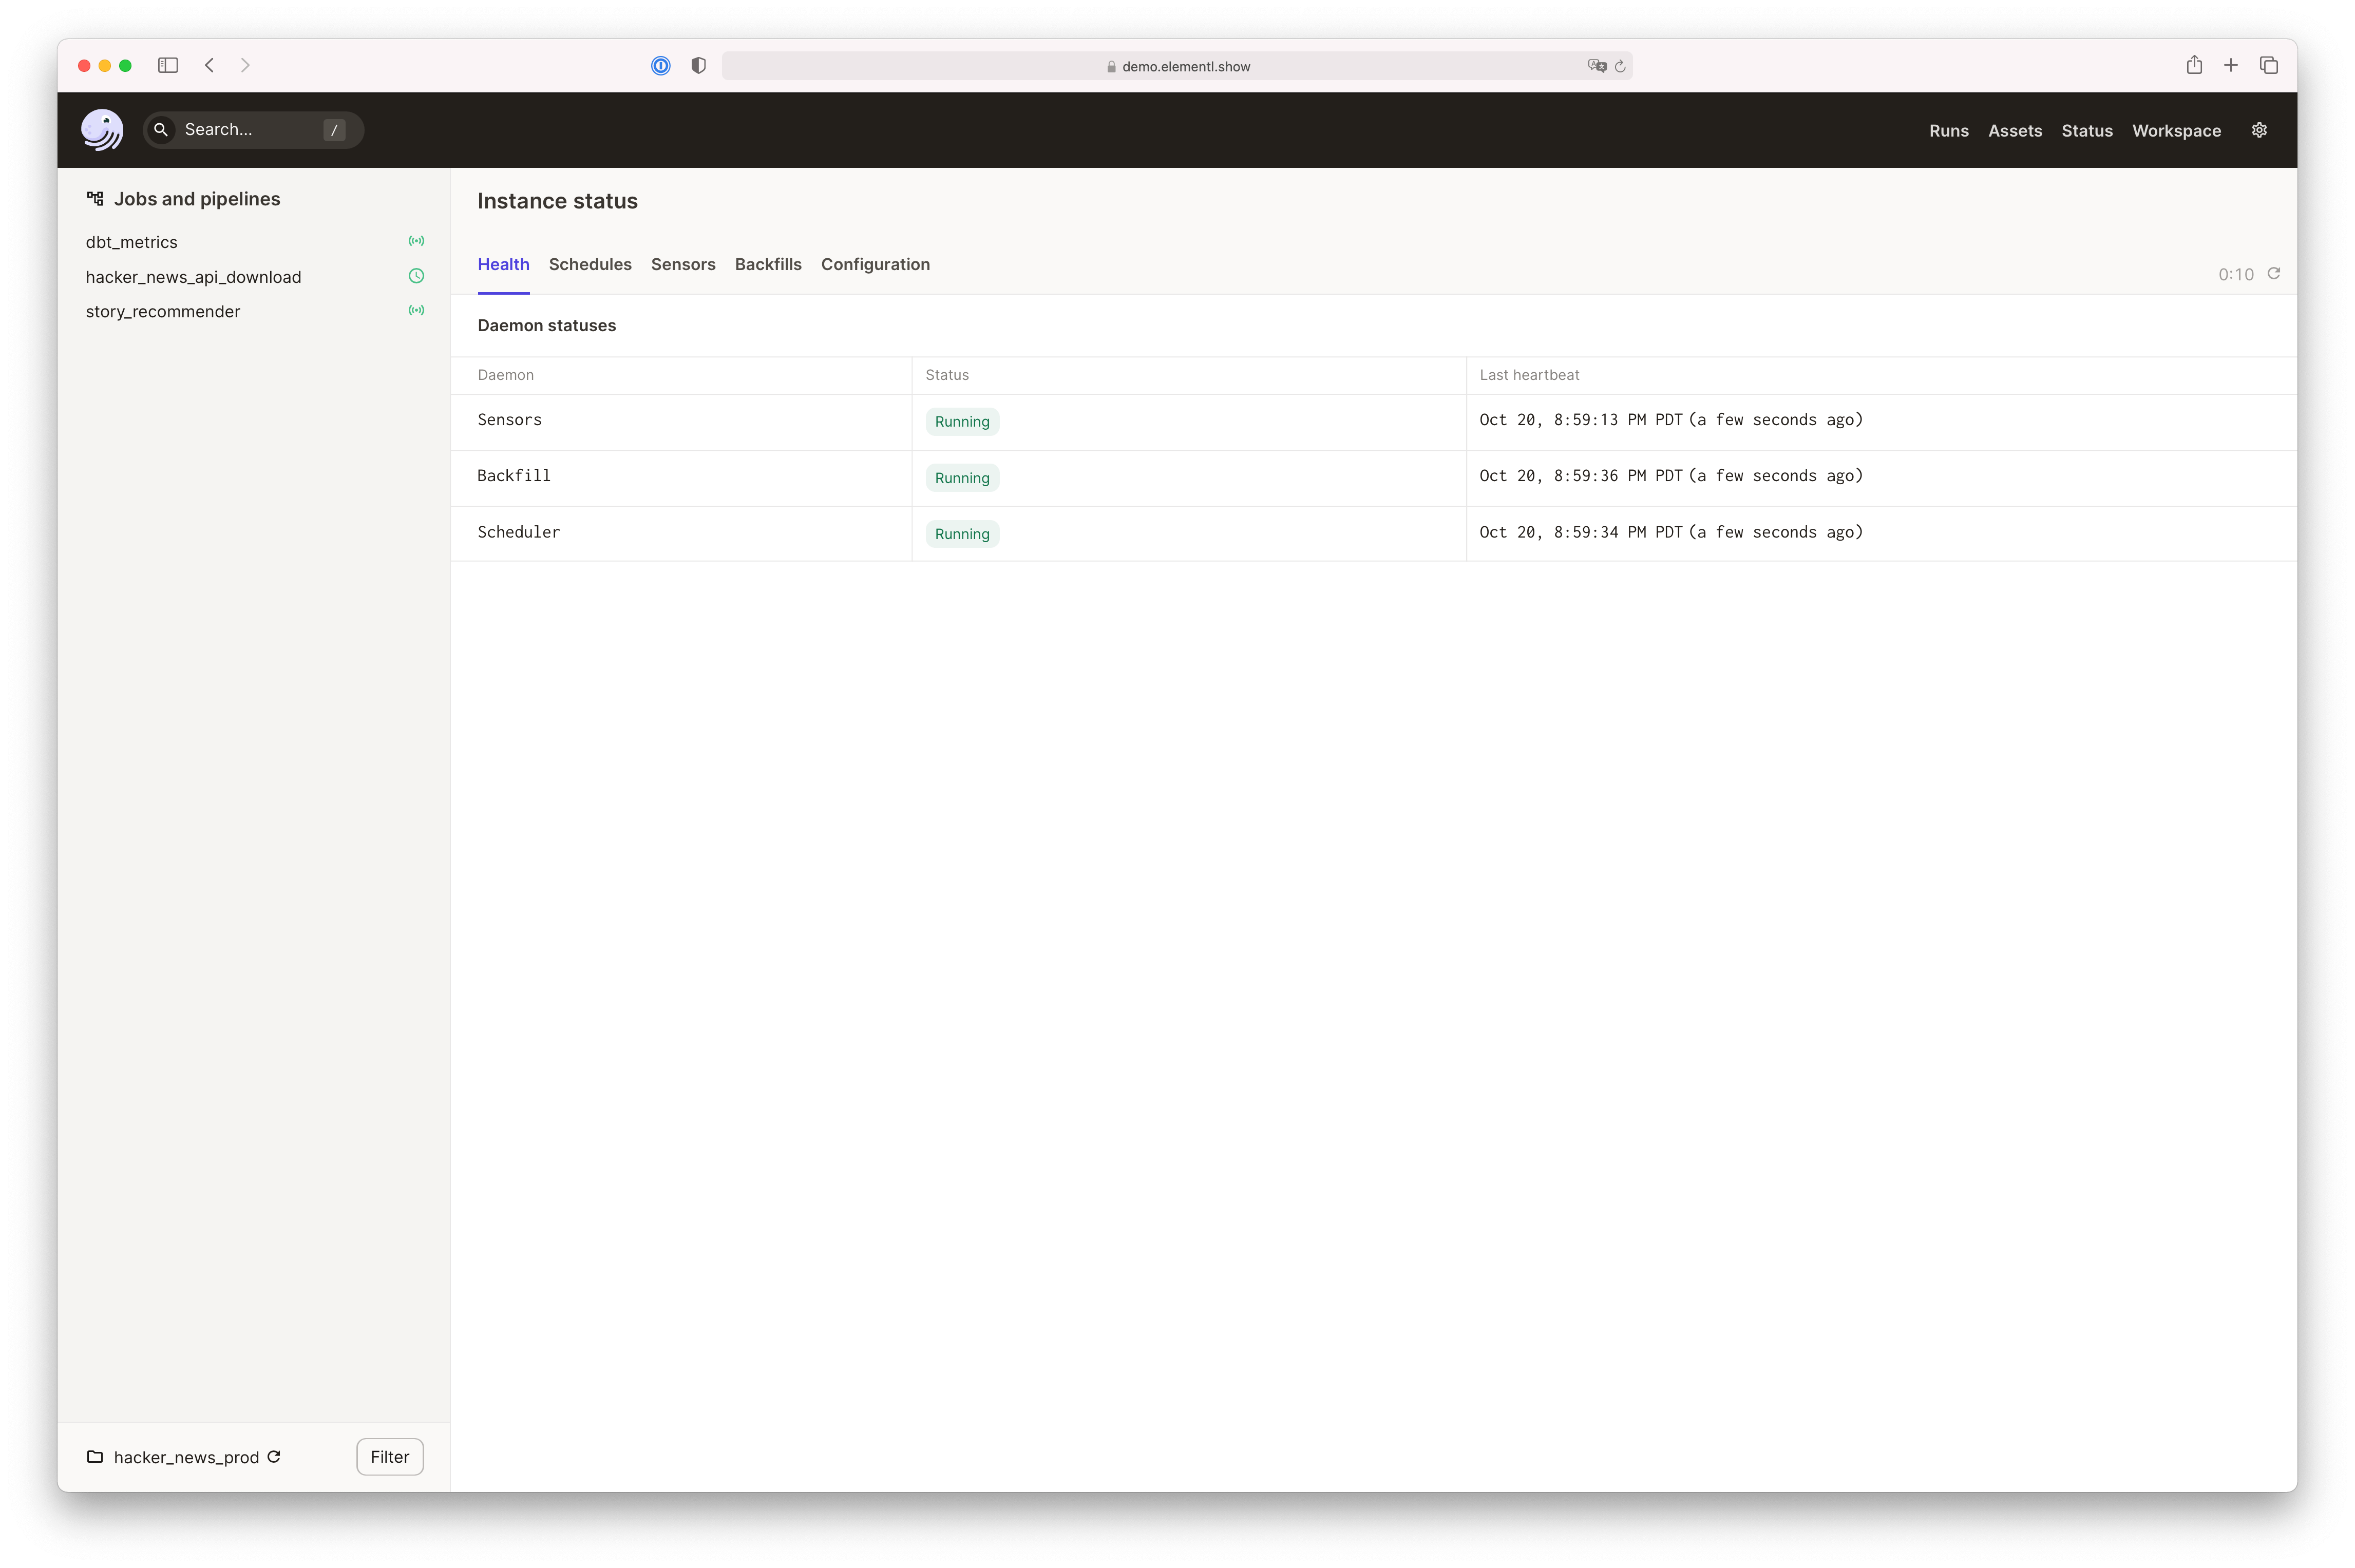 demo.elementl.show
Search... /
Runs Assets Status Workspace
Jobs and pipelines
dbt_metrics
hacker_news_api_download
story_recommender
Instance status
Health Schedules Sensors Backfills Configuration
0:10
Daemon statuses
Daemon Status Last heartbeat
Sensors Running Oct 20, 8:59:13 PM PDT (a few seconds ago)
Backfill Running Oct 20, 8:59:36 PM PDT (a few seconds ago)
Scheduler Running Oct 20, 8:59:34 PM PDT (a few seconds ago)
hacker_news_prod Filter